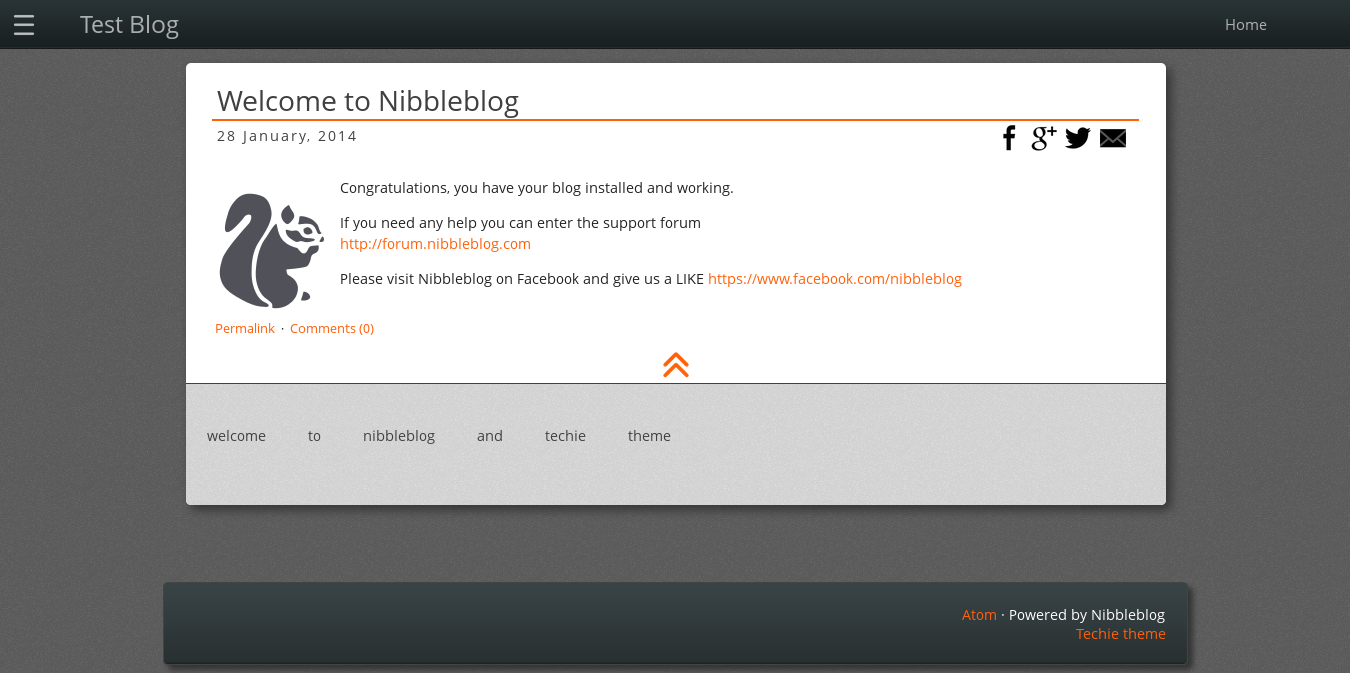 Test Blog
Home
Welcome to Nibbleblog
28 January, 2014
Congratulations, you have your blog installed and working.
If you need any help you can enter the support forum
http://forum.nibbleblog.com
Please visit Nibbleblog on Facebook and give us a LIKE https://www.facebook.com/nibbleblog
Permalink · Comments (0)
welcome to nibbleblog and techie theme
Atom · Powered by Nibbleblog
Techie theme